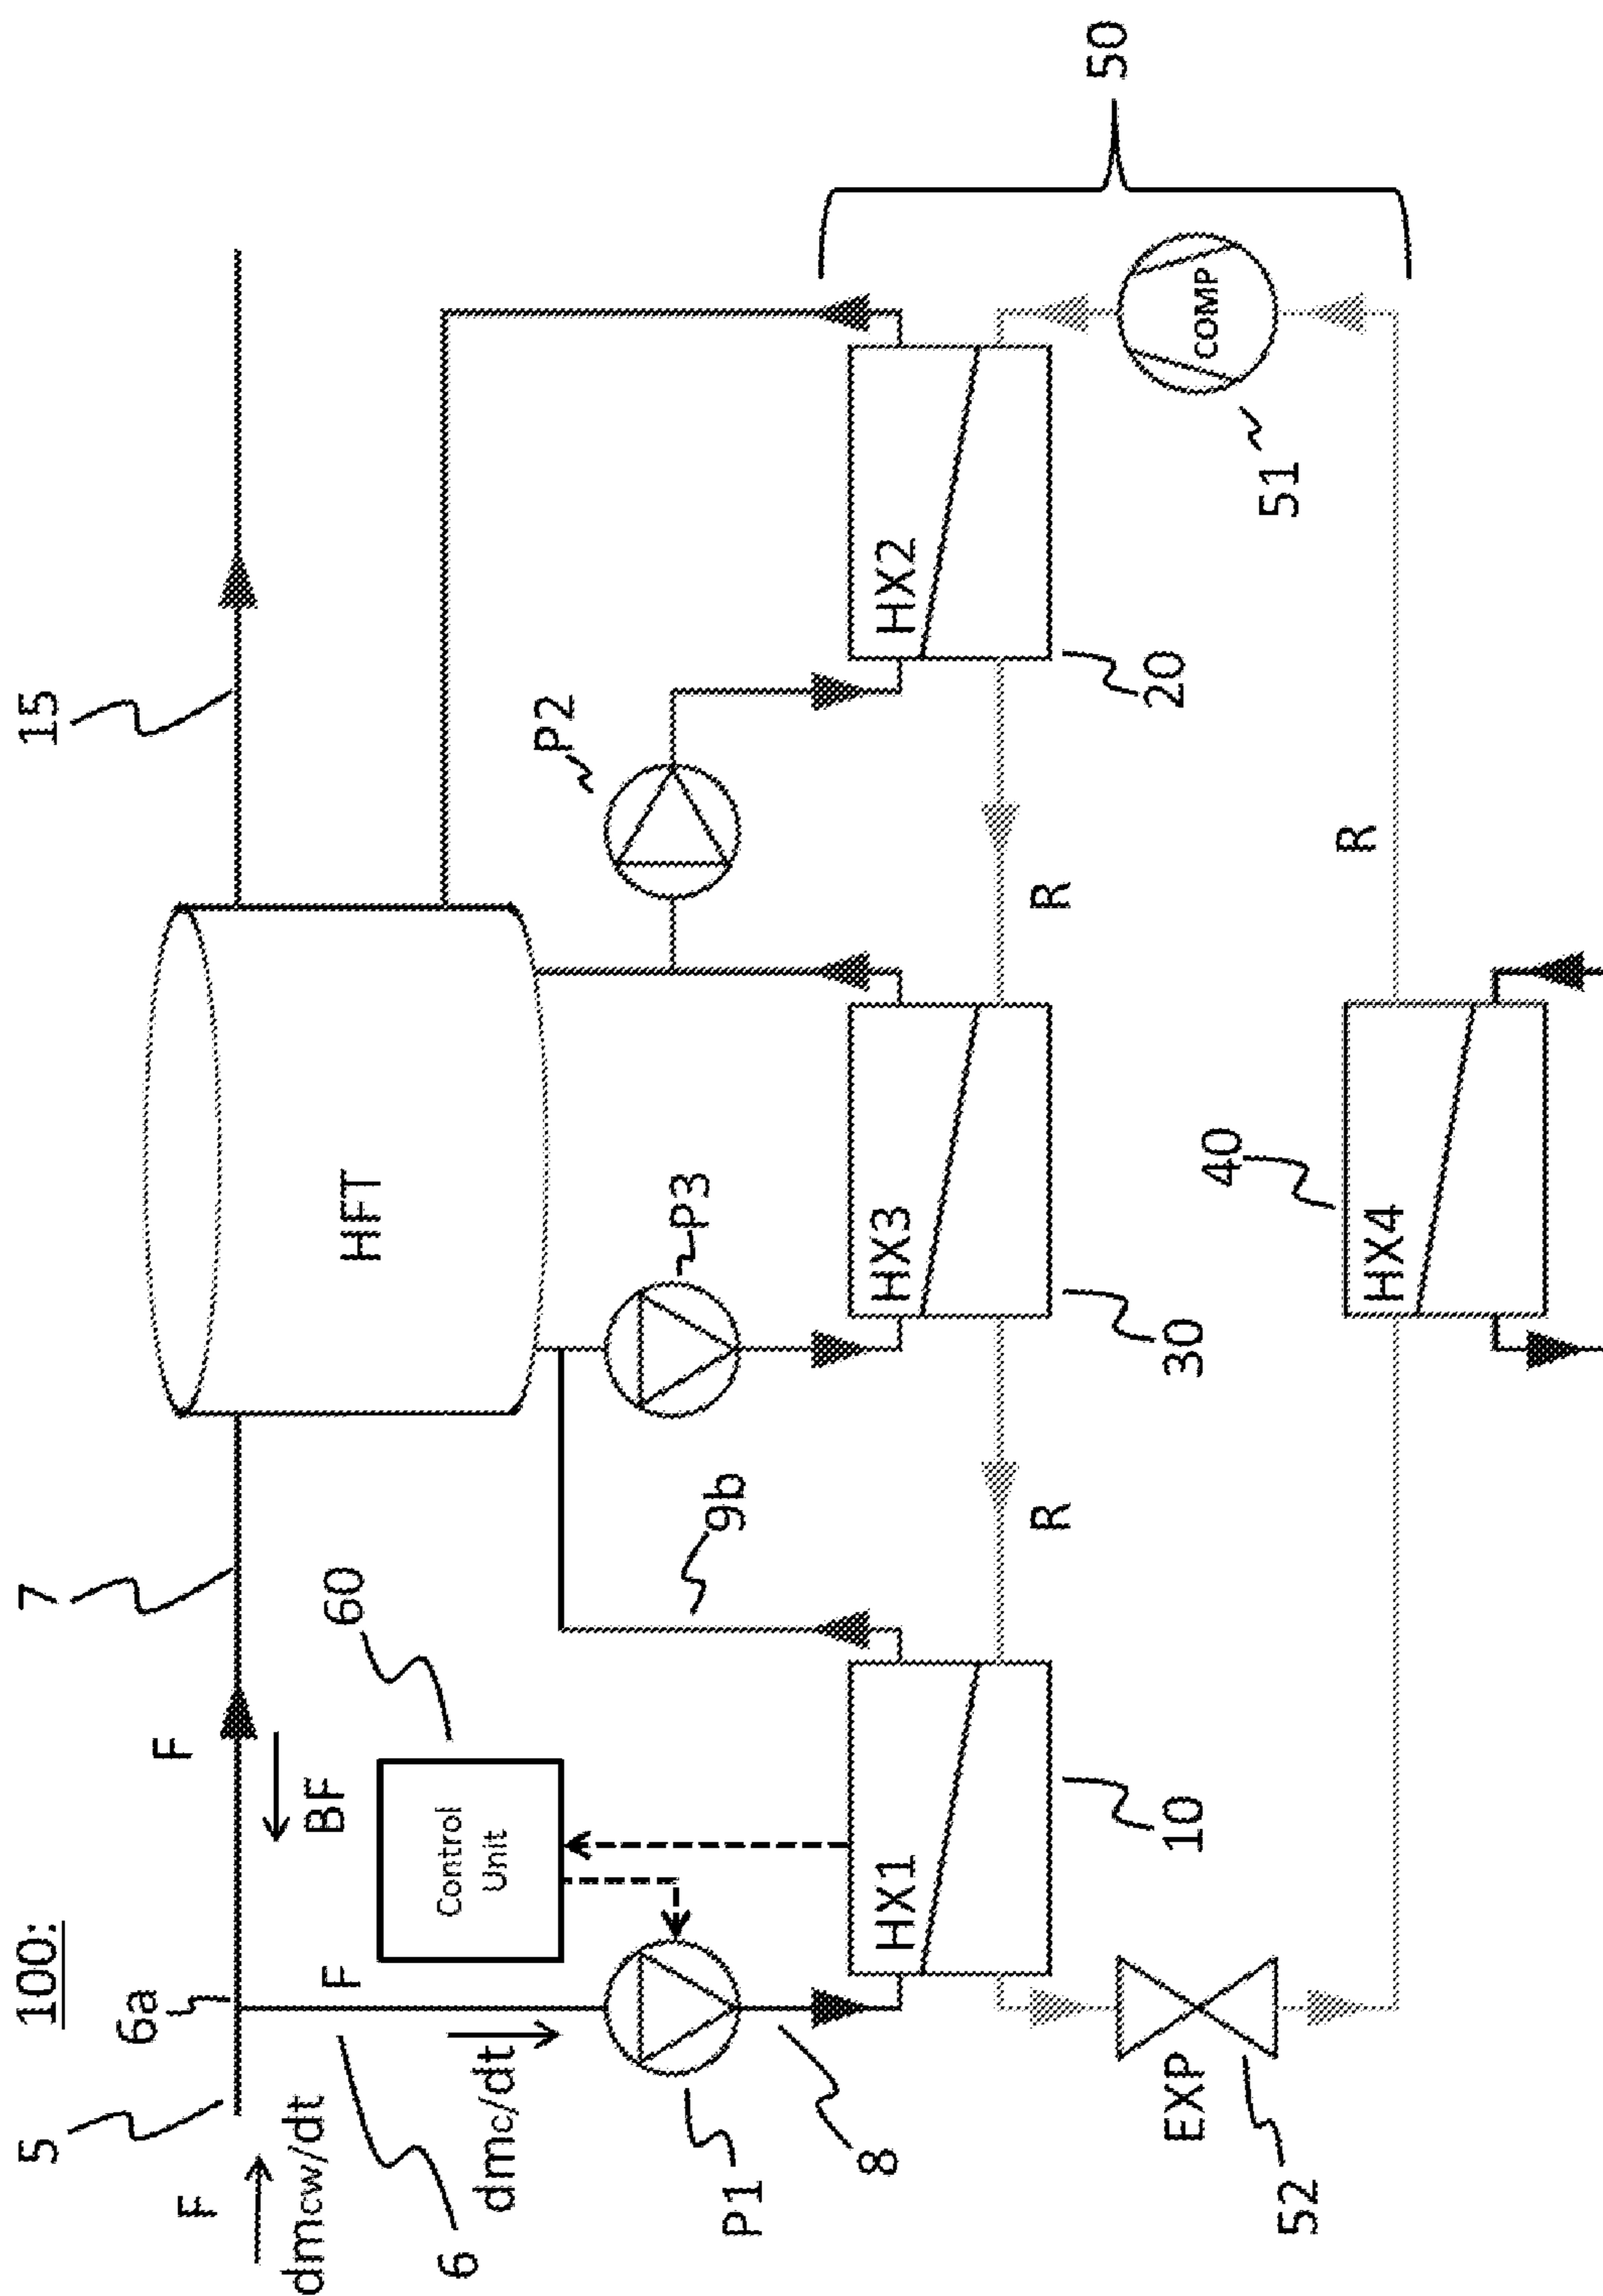 100:
5
6a
7
15
F
dmcw/dt
F
BF
F
6
dmc/dt
60
Control
Unit
HFT
P1
8
9b
P3
P2
HX1
HX3
HX2
10
R
30
R
20
COMP
51
50
EXP
52
40
HX4
R